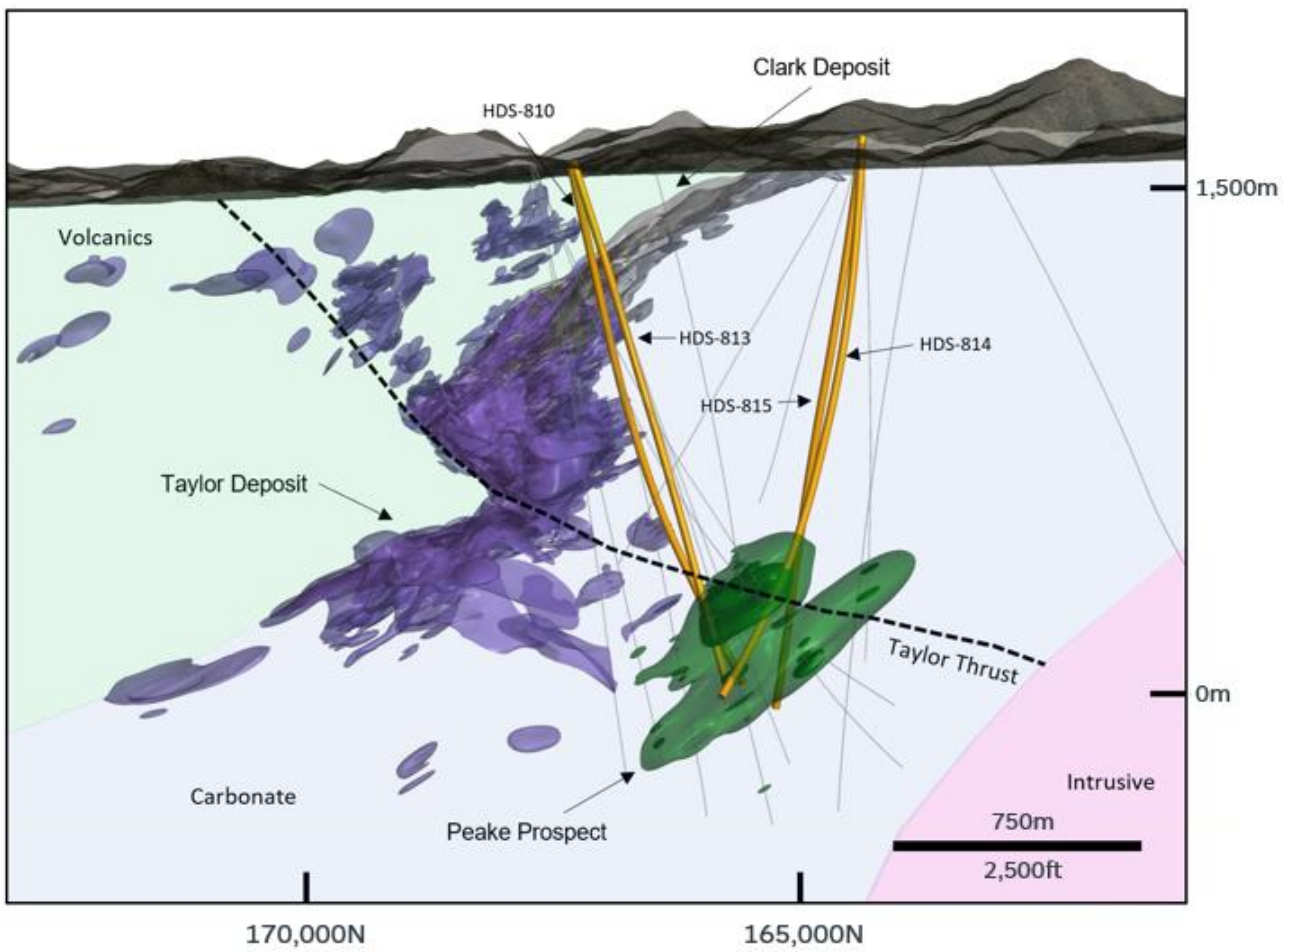 Clark Deposit
HDS-810
1,500m
Volcanics
HDS-813
HDS-814
HDS-815
Taylor Deposit
Taylor Thrust
0m
Carbonate
Intrusive
Peake Prospect
750m
2,500ft
170,000N
165,000N